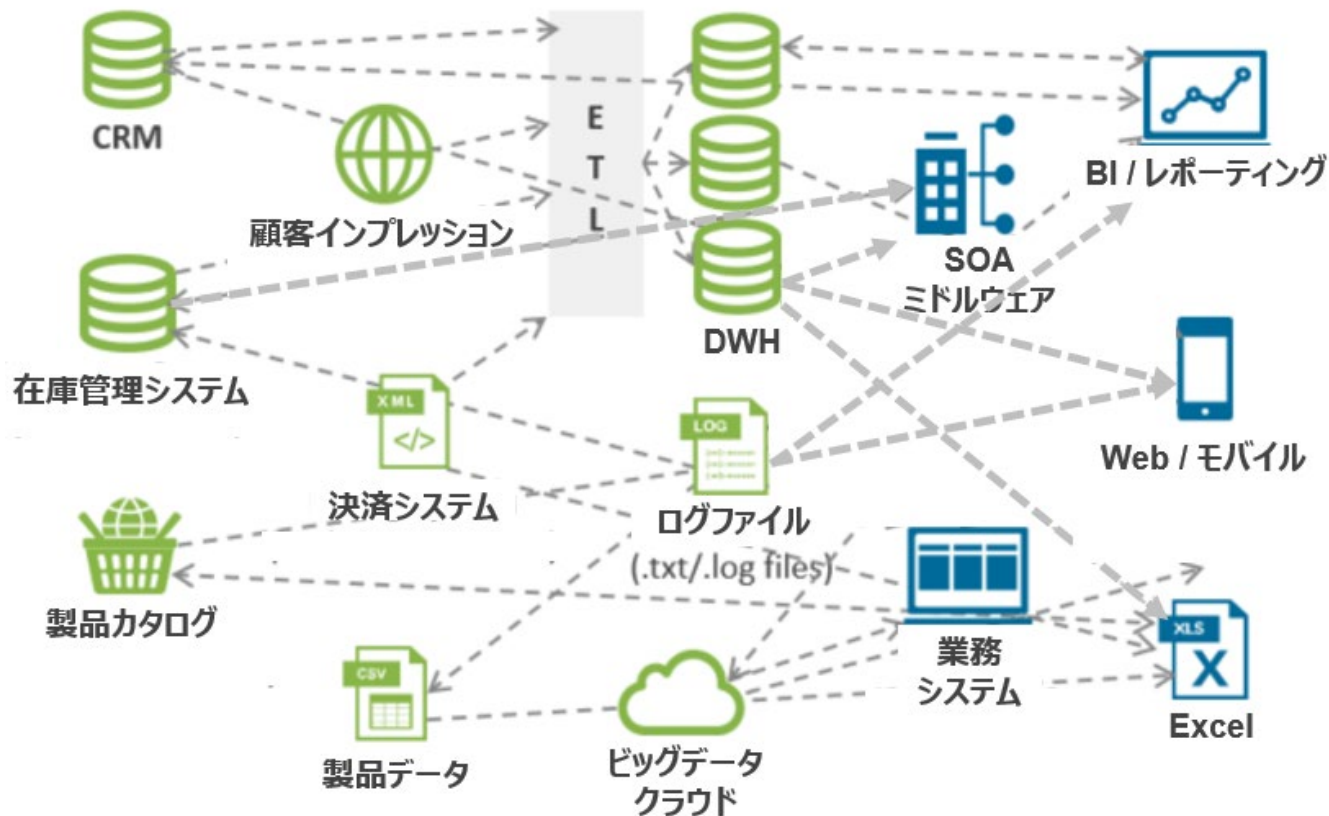 CRM
顧客インプレッション
E
T
L
DWH
SOA
ミドルウェア
BI / レポーティング
在庫管理システム
XML
</>
決済システム
LOG
ログファイル
(.txt/.log files)
Web / モバイル
製品カタログ
CSV
製品データ
ビッグデータ
クラウド
業務
システム
XLS
X
Excel